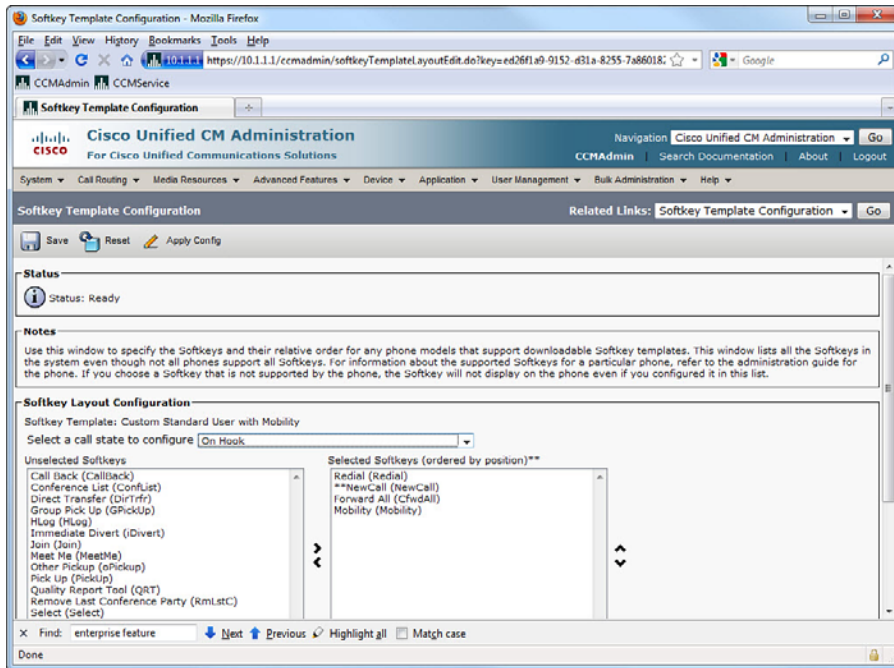 Softkey Template Configuration - Mozilla Firefox
File Edit View History Bookmarks Tools Help
10.1.1.1 https://10.1.1.1/ccmadmin/softkeyTemplateLayoutEdit.do?key=ed26f1a9-9152-d31a-8255-7a860182 Google
CCMAdmin CCMService
Softkey Template Configuration
cisco Cisco Unified CM Administration Navigation Cisco Unified CM Administration Go
For Cisco Unified Communications Solutions CCMAdmin | Search Documentation | About | Logout
System Call Routing Media Resources Advanced Features Device Application User Management Bulk Administration Help
Softkey Template Configuration Related Links: Softkey Template Configuration Go
Save Reset Apply Config
Status
Status: Ready
Notes
Use this window to specify the Softkeys and their relative order for any phone models that support downloadable Softkey templates. This window lists all the Softkeys in
the system even though not all phones support all Softkeys. For information about the supported Softkeys for a particular phone, refer to the administration guide for
the phone. If you choose a Softkey that is not supported by the phone, the Softkey will not display on the phone even if you configured it in this list.
Softkey Layout Configuration
Softkey Template: Custom Standard User with Mobility
Select a call state to configure On Hook
Unselected Softkeys
Call Back (CallBack)
Conference List (ConfList)
Direct Transfer (DirTrfr)
Group Pick Up (GPickUp)
HLog (HLog)
Immediate Divert (iDivert)
Join (Join)
Meet Me (MeetMe)
Other Pickup (oPickup)
Pick Up (PickUp)
Quality Report Tool (QRT)
Remove Last Conference Party (RmLstC)
Select (Select)
Selected Softkeys (ordered by position)**
Redial (Redial)
**NewCall (NewCall)
Forward All (CfwdAll)
Mobility (Mobility)
Find: enterprise feature Next Previous Highlight all Match case
Done